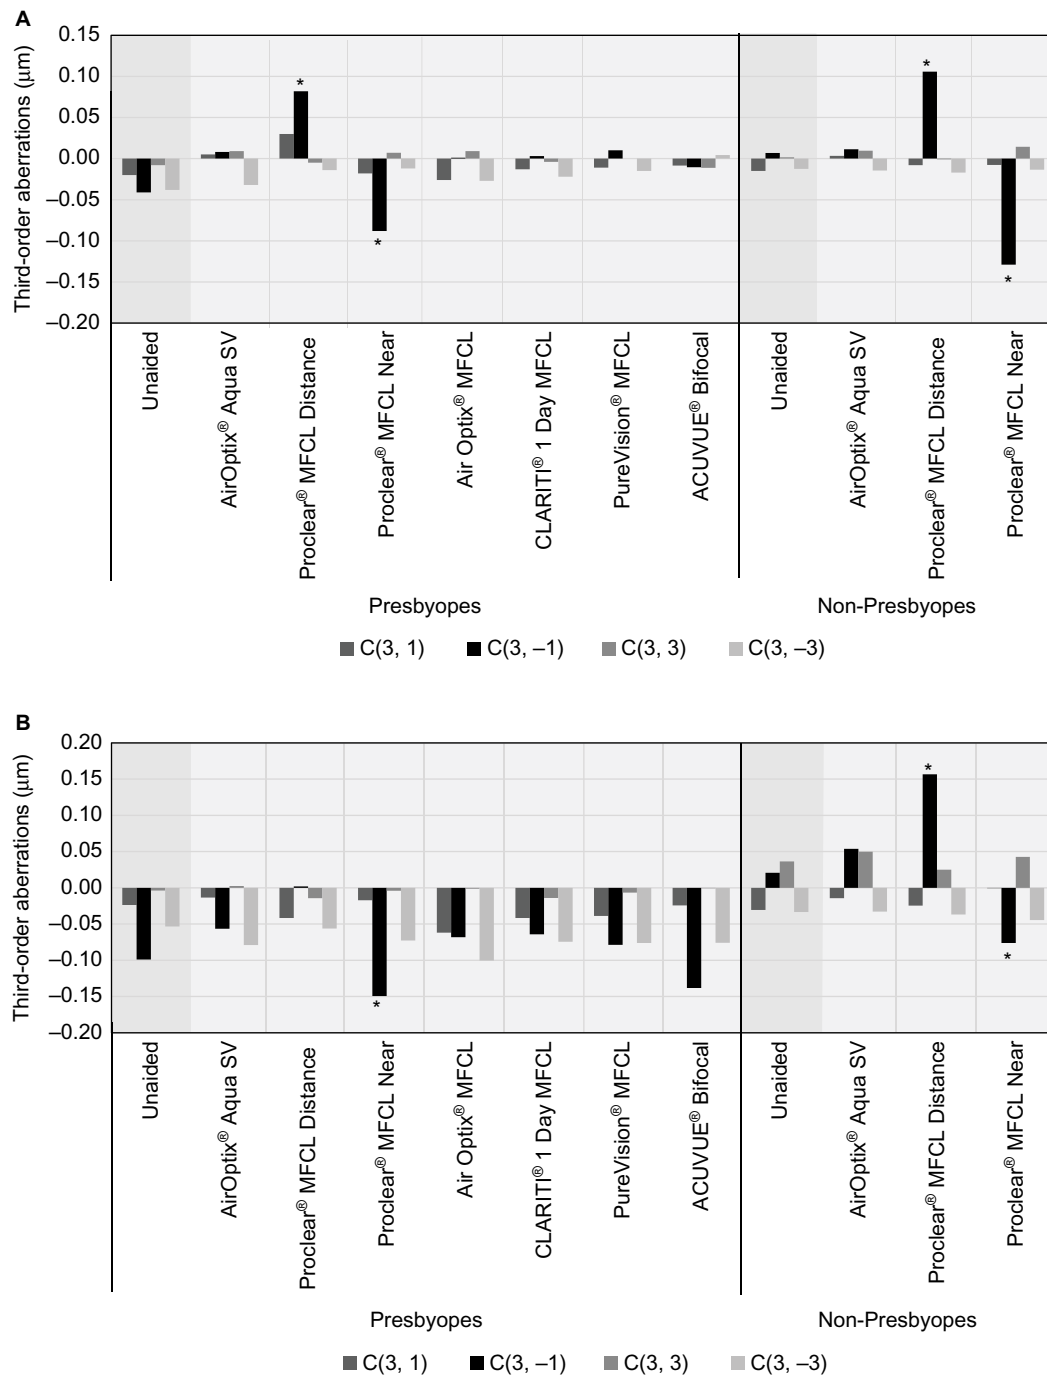 A
Third-order aberrations (μm)
0.15
0.10
0.05
0.00
–0.05
–0.10
–0.15
–0.20
*
*
*
*
Unaided
AirOptix® Aqua SV
Proclear® MFCL Distance
Proclear® MFCL Near
Air Optix® MFCL
CLARITI® 1 Day MFCL
PureVision® MFCL
ACUVUE® Bifocal
Unaided
AirOptix® Aqua SV
Proclear® MFCL Distance
Proclear® MFCL Near
Presbyopes
Non-Presbyopes
C(3, 1)
C(3, –1)
C(3, 3)
C(3, –3)
B
Third-order aberrations (μm)
0.20
0.15
0.10
0.05
0.00
–0.05
–0.10
–0.15
–0.20
*
*
*
Unaided
AirOptix® Aqua SV
Proclear® MFCL Distance
Proclear® MFCL Near
Air Optix® MFCL
CLARITI® 1 Day MFCL
PureVision® MFCL
ACUVUE® Bifocal
Unaided
AirOptix® Aqua SV
Proclear® MFCL Distance
Proclear® MFCL Near
Presbyopes
Non-Presbyopes
C(3, 1)
C(3, –1)
C(3, 3)
C(3, –3)